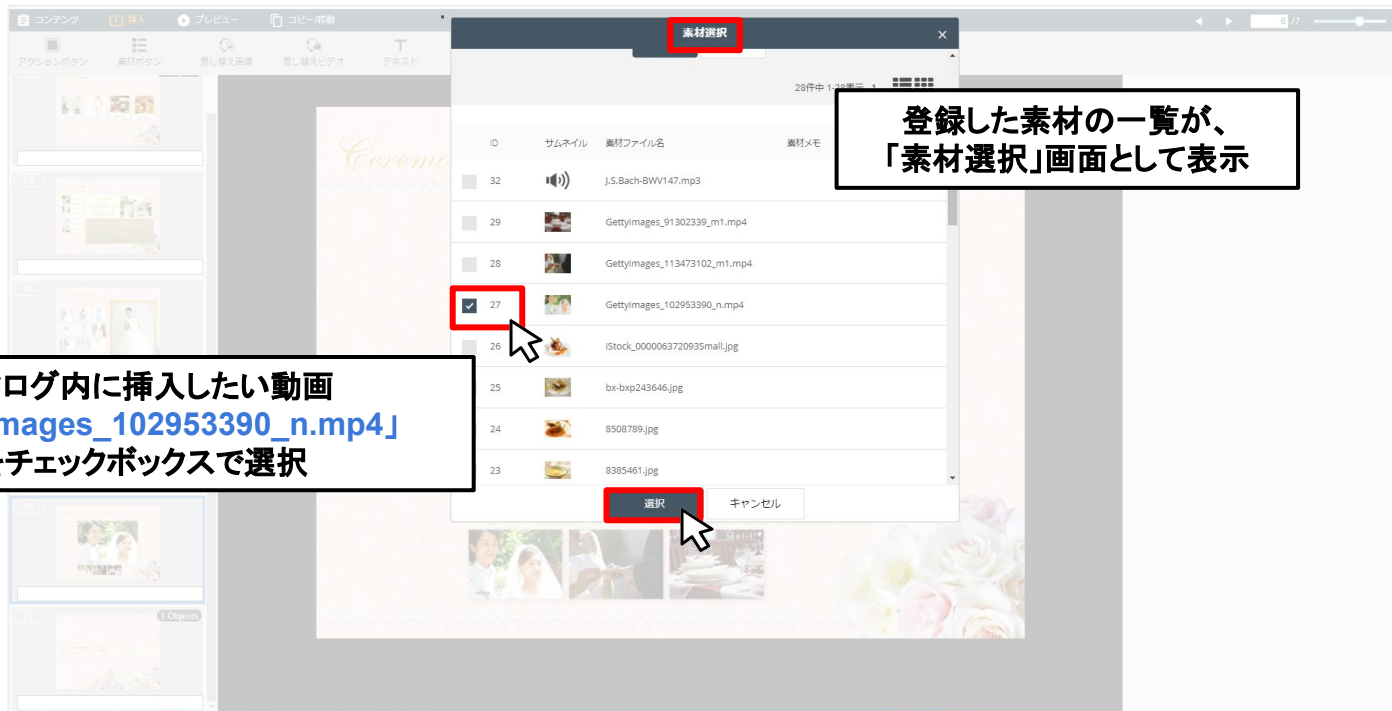 コンテンツ
挿入
プレビュー
コピー/移動
6 /7
アクションボタン
素材ボタン
差し替え画像
差し替えビデオ
テキスト
素材選択
×
28件中 1-28表示 1
登録した素材の一覧が、
「素材選択」画面として表示
ID サムネイル 素材ファイル名 素材メモ
32 J.S.Bach-BWV147.mp3
29 GettyImages_91302339_m1.mp4
28 GettyImages_113473102_m1.mp4
27 GettyImages_102953390_n.mp4
26 iStock_000006372093Small.jpg
25 bx-bxp243646.jpg
24 8508789.jpg
23 8385461.jpg
選択
キャンセル
ログ内に挿入したい動画
mages_102953390_n.mp4」
をチェックボックスで選択
Ceremo
1 Objects